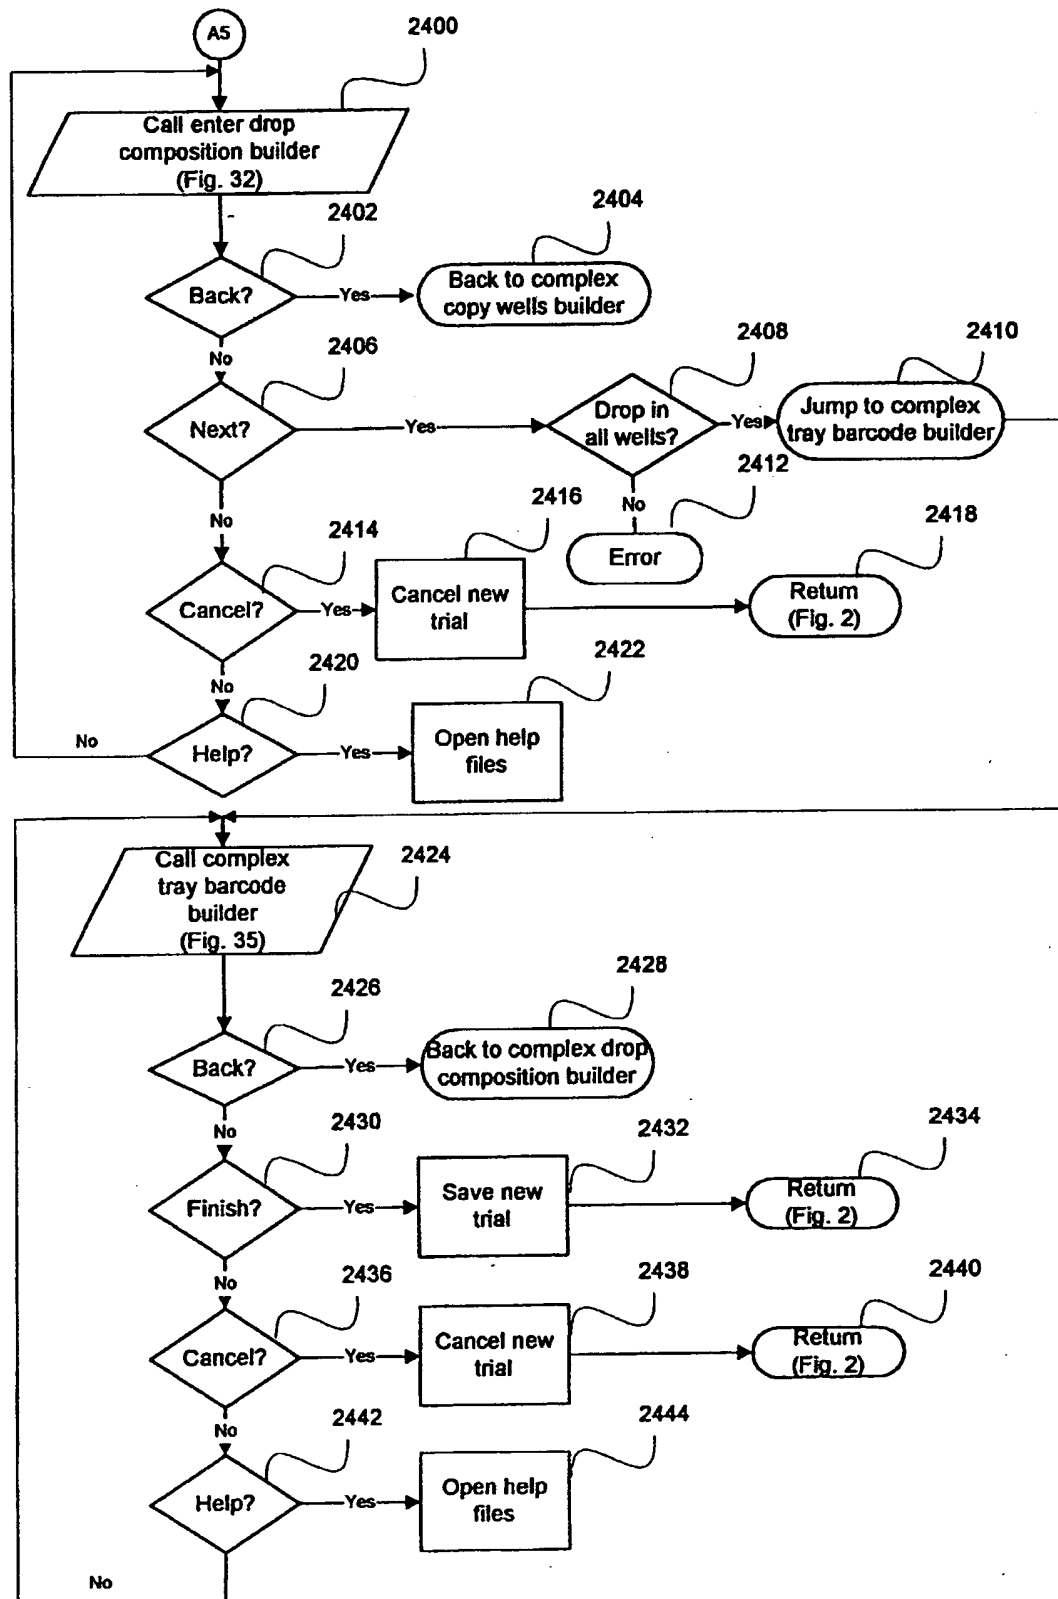 A5
2400
Call enter drop
composition builder
(Fig. 32)
2402
2404
Back?
Yes
Back to complex
copy wells builder
No
2406
2408
2410
Next?
Yes
Drop in
all wells?
Yes
Jump to complex
tray barcode builder
No
2412
Error
No
2414
2416
2418
Cancel?
Yes
Cancel new
trial
Return
(Fig. 2)
No
2420
2422
No
Help?
Yes
Open help
files
Call complex
tray barcode
builder
(Fig. 35)
2424
2426
2428
Back?
Yes
Back to complex drop
composition builder
No
2430
2432
2434
Finish?
Yes
Save new
trial
Return
(Fig. 2)
No
2436
2438
2440
Cancel?
Yes
Cancel new
trial
Return
(Fig. 2)
No
2442
2444
Help?
Yes
Open help
files
No